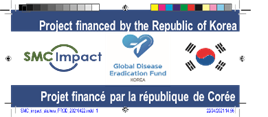 Project financed by the Republic of Korea
SMC Impact
Global Disease
Eradication Fund
KOREA
Projet financé par la république de Corée